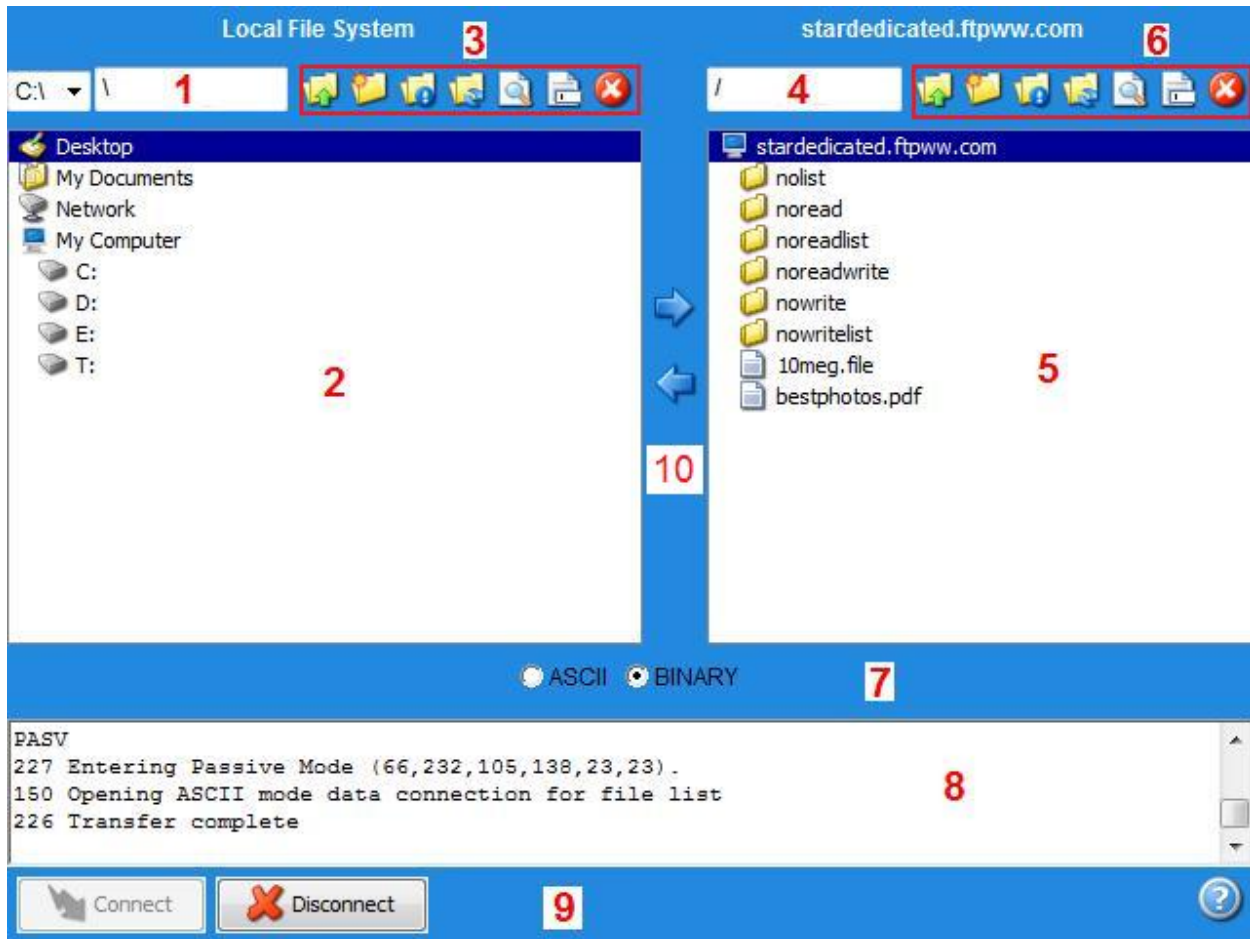 Local File System
3
stardedicated.ftpww.com
6
C:\
\
1
/
4
Desktop
My Documents
Network
My Computer
C:
D:
E:
T:
2
10
stardedicated.ftpww.com
nolist
noread
noreadlist
noreadwrite
nowrite
nowritelist
10meg.file
bestphotos.pdf
5
ASCII BINARY
7
PASV
227 Entering Passive Mode (66,232,105,138,23,23).
150 Opening ASCII mode data connection for file list
226 Transfer complete
8
Connect
Disconnect
9
?